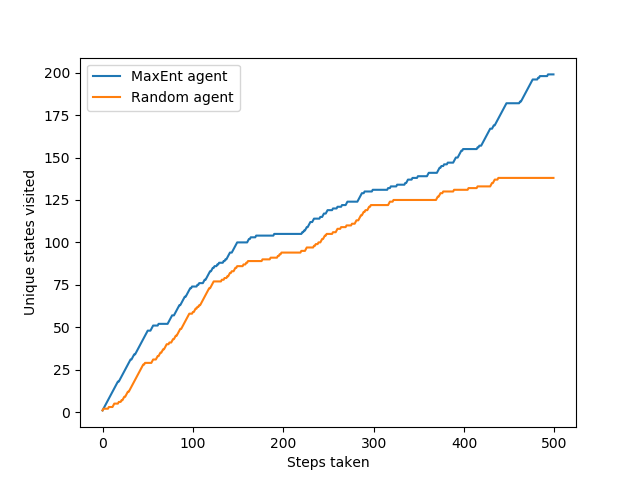 MaxEnt agent
Random agent
200
175
150
125
100
75
50
25
0
Unique states visited
0 100 200 300 400 500
Steps taken